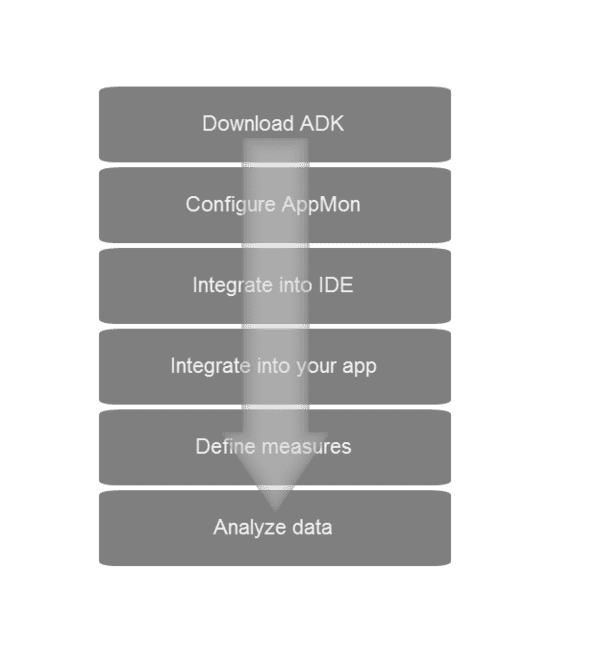 Download ADK
Configure AppMon
Integrate into IDE
Integrate into your app
Define measures
Analyze data